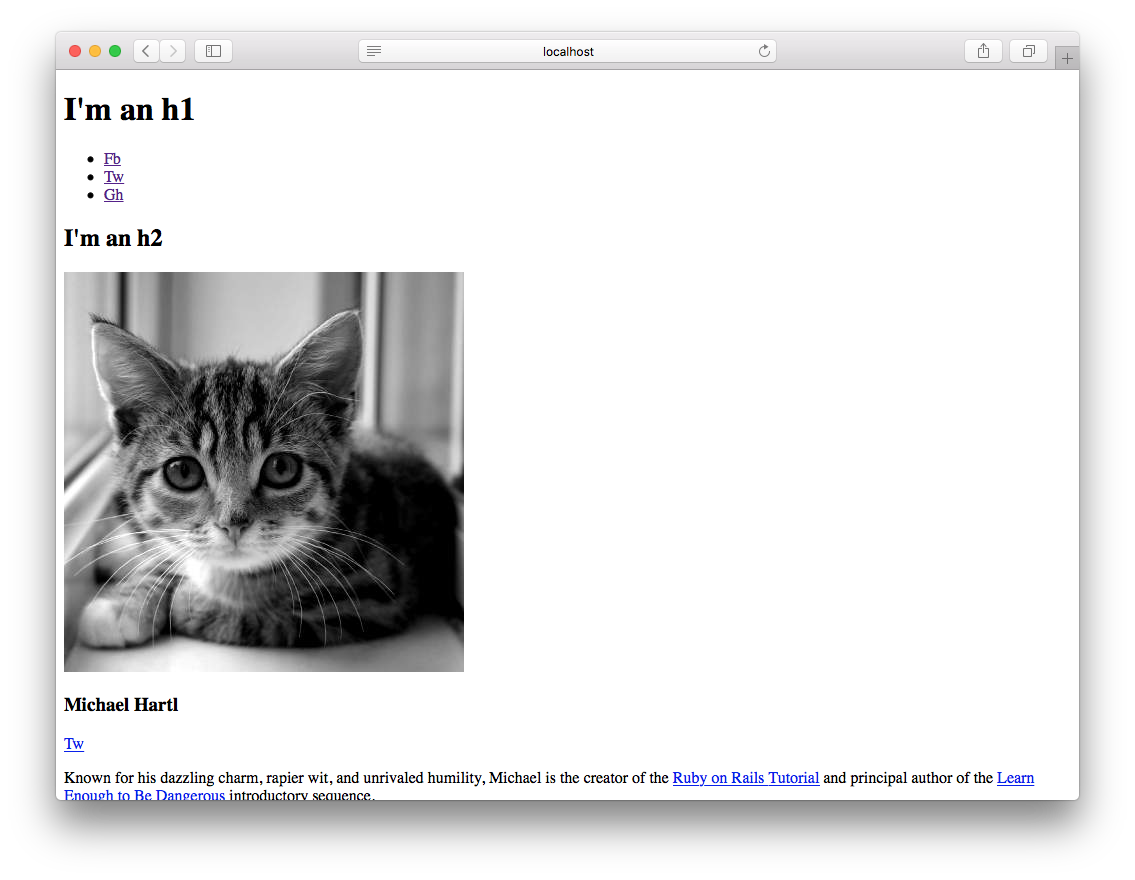 localhost
I'm an h1
Fb
Tw
Gh
I'm an h2
Michael Hartl
Tw
Known for his dazzling charm, rapier wit, and unrivaled humility, Michael is the creator of the Ruby on Rails Tutorial and principal author of the Learn
Enough to Be Dangerous introductory sequence.